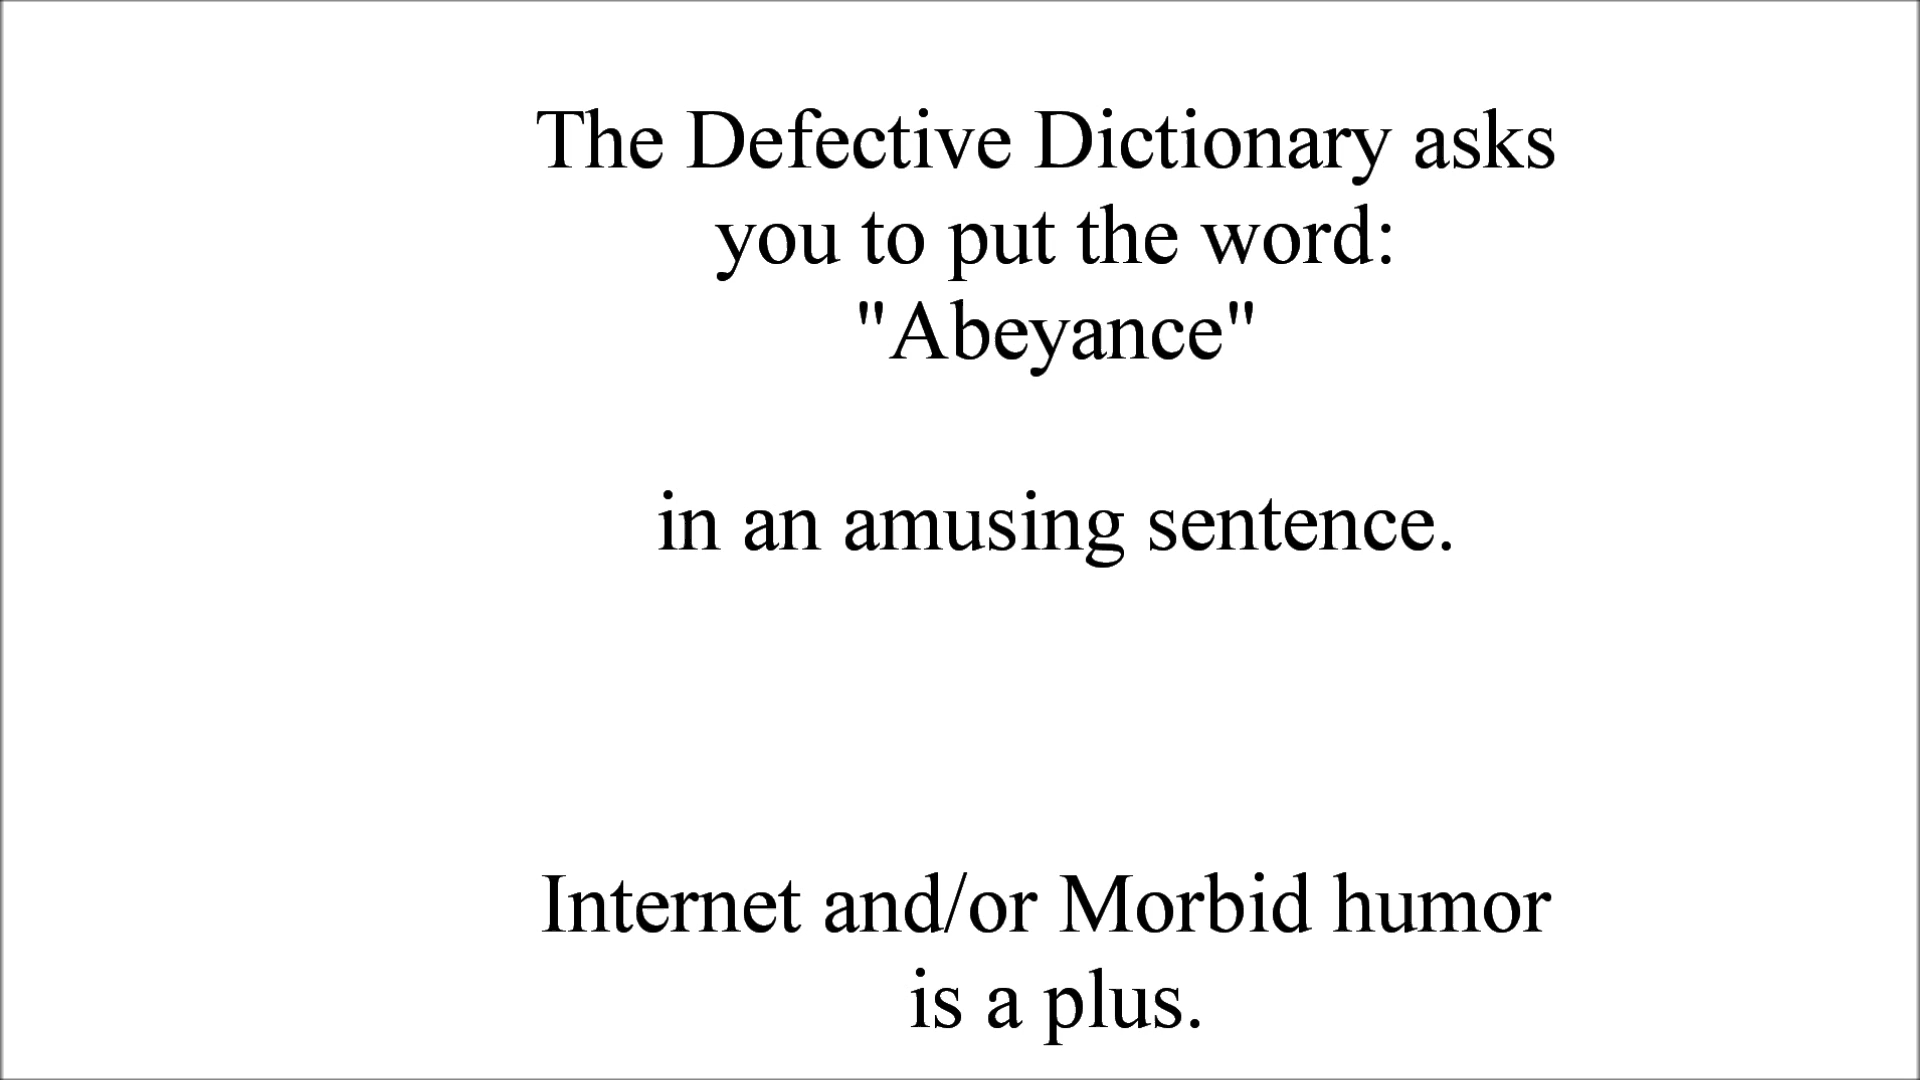 The Defective Dictionary asks
you to put the word:
"Abeyance"
in an amusing sentence.
Internet and/or Morbid humor
is a plus.